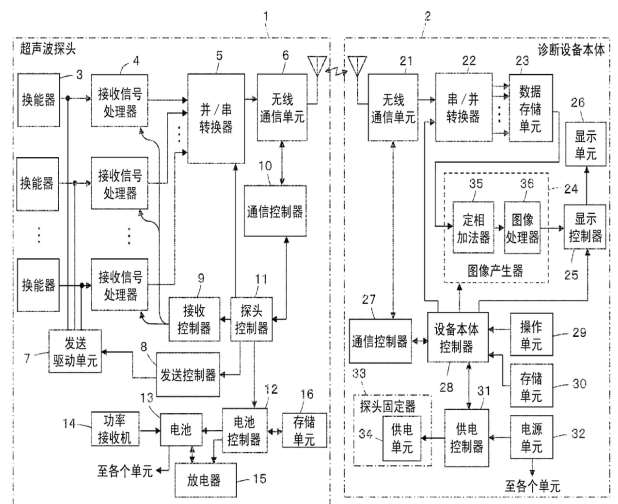 1
超声波探头
3
换能器
4
接收信号
处理器
5
并/串
转换器
6
无线
通信单元
换能器
接收信号
处理器
10
通信控制器
换能器
接收信号
处理器
9
接收
控制器
11
探头
控制器
7
发送
驱动单元
8
发送控制器
12
电池
控制器
16
存储
单元
14
功率
接收机
13
电池
至各个单元
放电器
15
2
诊断设备本体
21
无线
通信单元
22
串/并
转换器
23
数据
存储
单元
26
显示
单元
24
35
定相
加法器
36
图像
处理器
图像产生器
显示
控制器
25
27
通信控制器
设备本体
控制器
28
操作
单元
29
存储
单元
30
33
探头固定器
34
供电
单元
31
供电
控制器
电源
单元
32
至各个单元